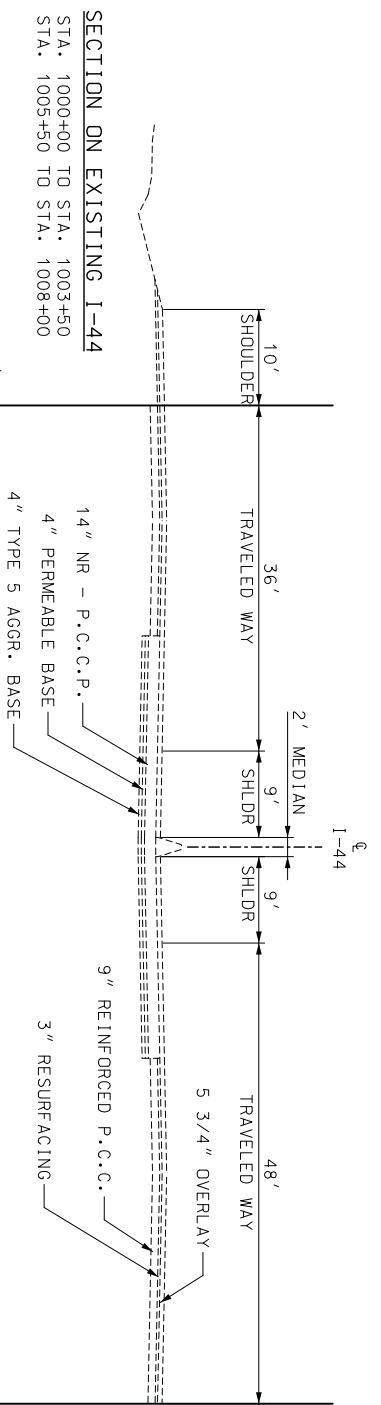 ℄
I-44
2' MEDIAN
10'
SHOULDER
36'
TRAVELED WAY
9'
SHLDR
9'
SHLDR
48'
TRAVELED WAY
5 3/4" OVERLAY
14" NR - P.C.C.P.
4" PERMEABLE BASE
4" TYPE 5 AGGR. BASE
9" REINFORCED P.C.C.
3" RESURFACING
SECTION ON EXISTING I-44
STA. 1000+00 TO STA. 1003+50
STA. 1005+50 TO STA. 1008+00